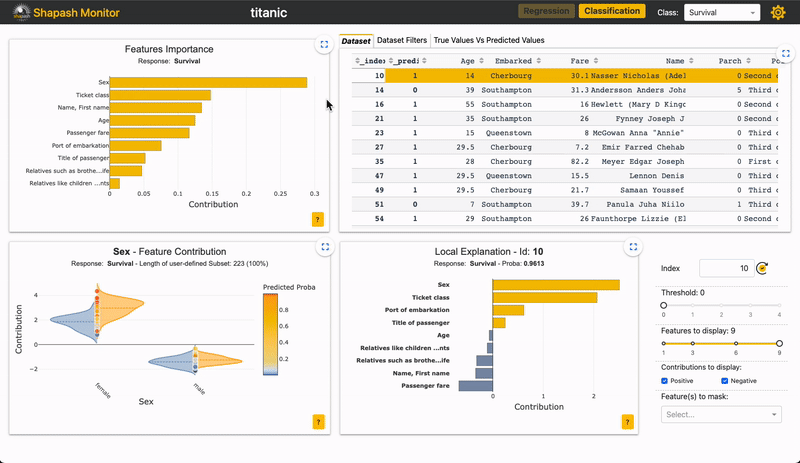 Shapash Monitor
titanic
Regression
Classification
Class:
Survival
Features Importance
Response: Survival
Sex
Ticket class
Name, First name
Age
Passenger fare
Port of embarkation
Title of passenger
Relatives such as brothe...ife
Relatives like children ...nts
0 0.05 0.1 0.15 0.2 0.25 0.3
Contribution
?
Dataset
Dataset Filters
True Values Vs Predicted Values
_index _predi Age Embarked Fare Name Parch
10 1 14 Cherbourg 30.1 Nasser Nicholas (Adel 0 Second
14 0 39 Southampton 31.3 Andersson Anders Johs 5 Third
16 1 55 Southampton 16 Hewlett (Mary D Kingc 0 Second
21 1 35 Southampton 26 Fynney Joseph J 0 Second
23 1 15 Queenstown 8 McGowan Anna "Annie" 0 Third
27 1 29.5 Cherbourg 7.2 Emir Farred Chehab 0 Third
35 1 28 Cherbourg 82.2 Meyer Edgar Joseph 0 First
47 1 29.5 Queenstown 15.5 Lennon Denis 0 Third
49 1 29.5 Cherbourg 21.7 Samaan Youssef 0 Third
51 0 7 Southampton 39.7 Panula Juha Niilo 1 Third
54 1 29 Southampton 26 Faunthorpe Lizzie (El 0 Second
Sex - Feature Contribution
Response: Survival - Length of user-defined Subset: 223 (100%)
Predicted Proba
4
2
0
−2
Contribution
0.8
0.6
0.4
0.2
female
male
Sex
?
Local Explanation - Id: 10
Response: Survival - Proba: 0.9613
Sex
Ticket class
Port of embarkation
Title of passenger
Age
Relatives like children ...nts
Relatives such as brothe...ife
Name, First name
Passenger fare
0 1 2
Contribution
?
Index
10
Threshold: 0
0 1 2 3 4
Features to display: 9
1 3 6 9
Contributions to display:
Positive
Negative
Feature(s) to mask:
Select...